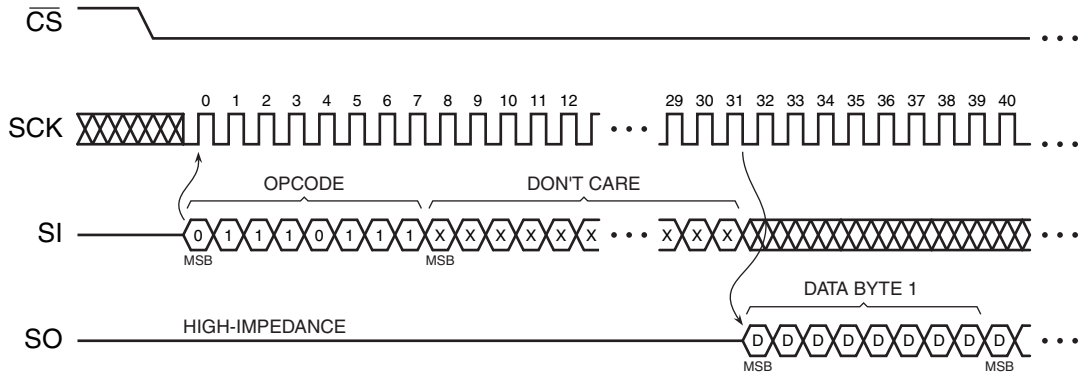 CS
SCK
0 1 2 3 4 5 6 7 8 9 10 11 12 29 30 31 32 33 34 35 36 37 38 39 40
OPCODE DON'T CARE
SI
0 1 1 1 0 1 1 1 X X X X X X X X X
MSB MSB
DATA BYTE 1
SO
HIGH-IMPEDANCE
D D D D D D D D D
MSB MSB